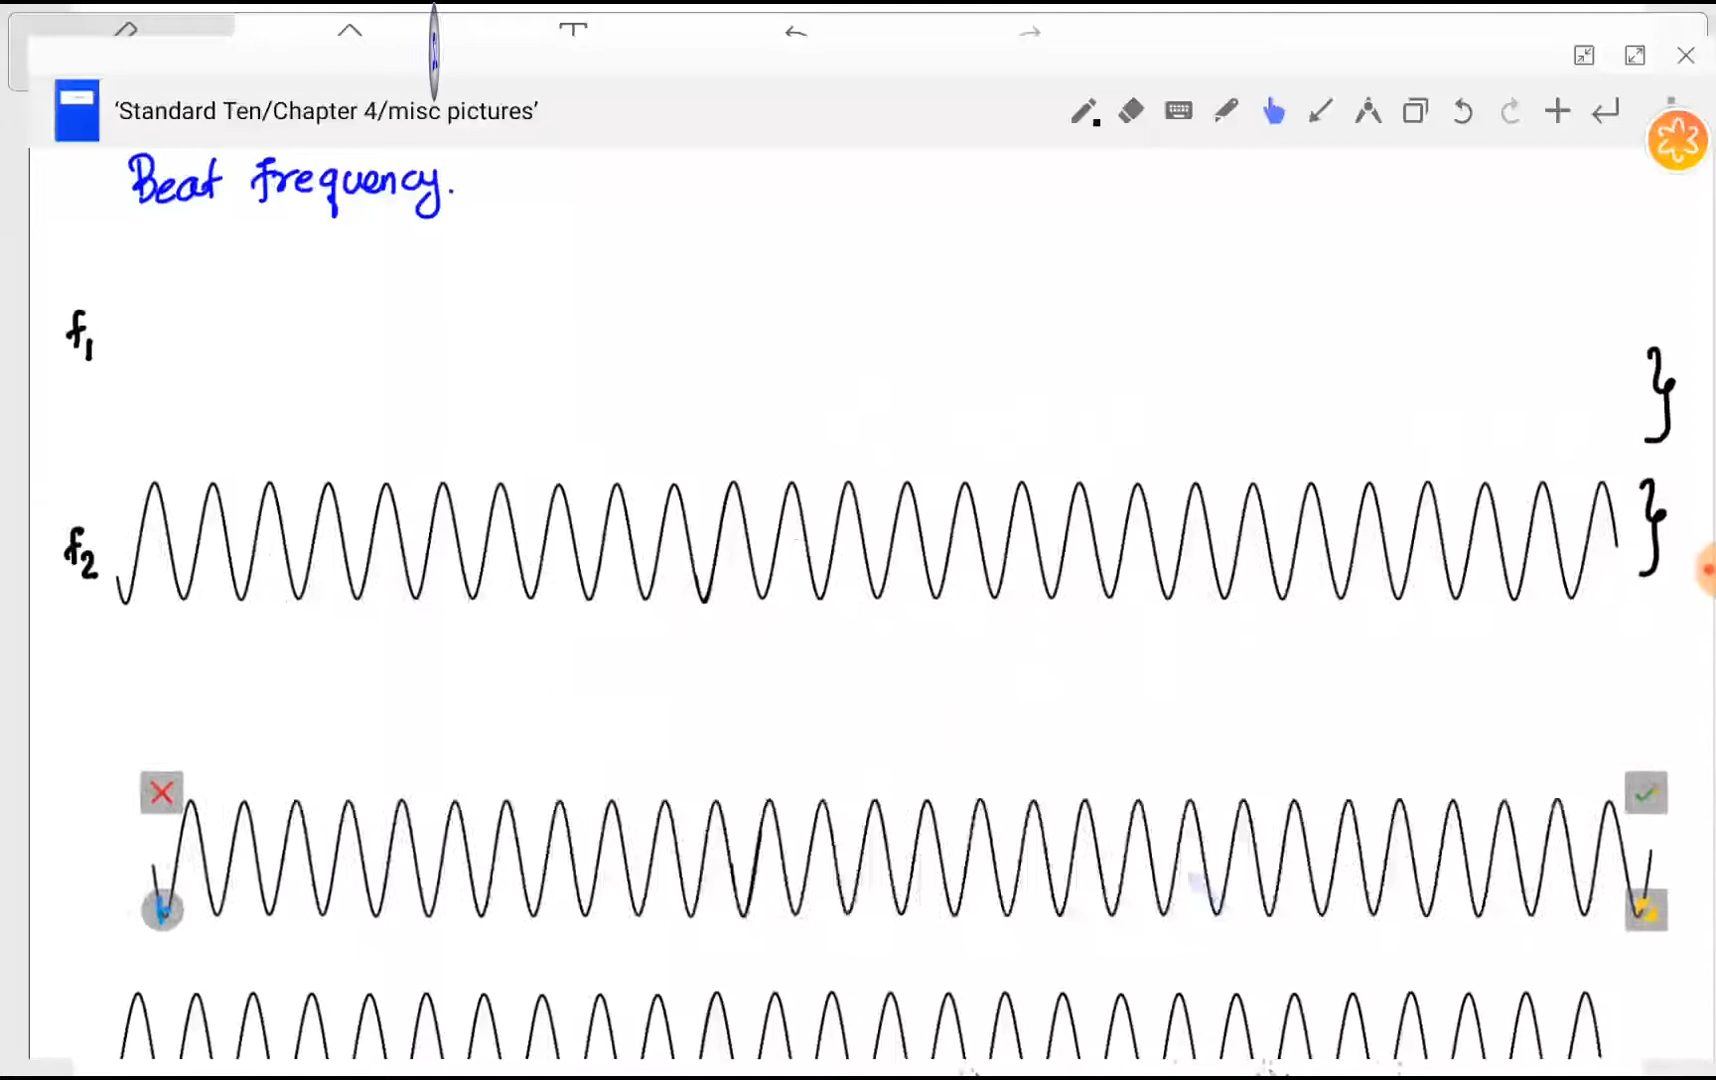 'Standard Ten/Chapter 4/misc pictures'
Beat frequency.
f₁
f₂